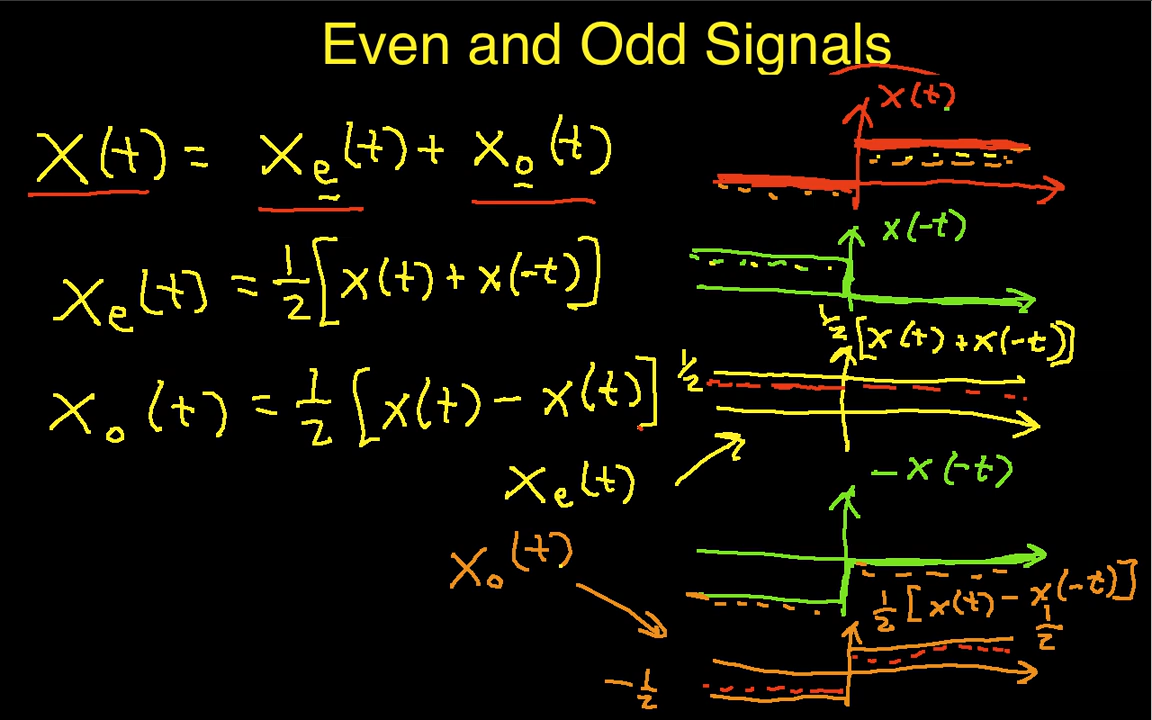 Even and Odd Signals
x(t)
x(t) = xₑ(t) + xₒ(t)
x(-t)
xₑ(t) = 1/2 [x(t) + x(-t)]
1/2 [x(t) + x(-t)]
1/2
xₒ(t) = 1/2 [x(t) - x(t)]
xₑ(t)
-x(-t)
xₒ(t)
1/2 [x(t) - x(-t)]
1/2
-1/2